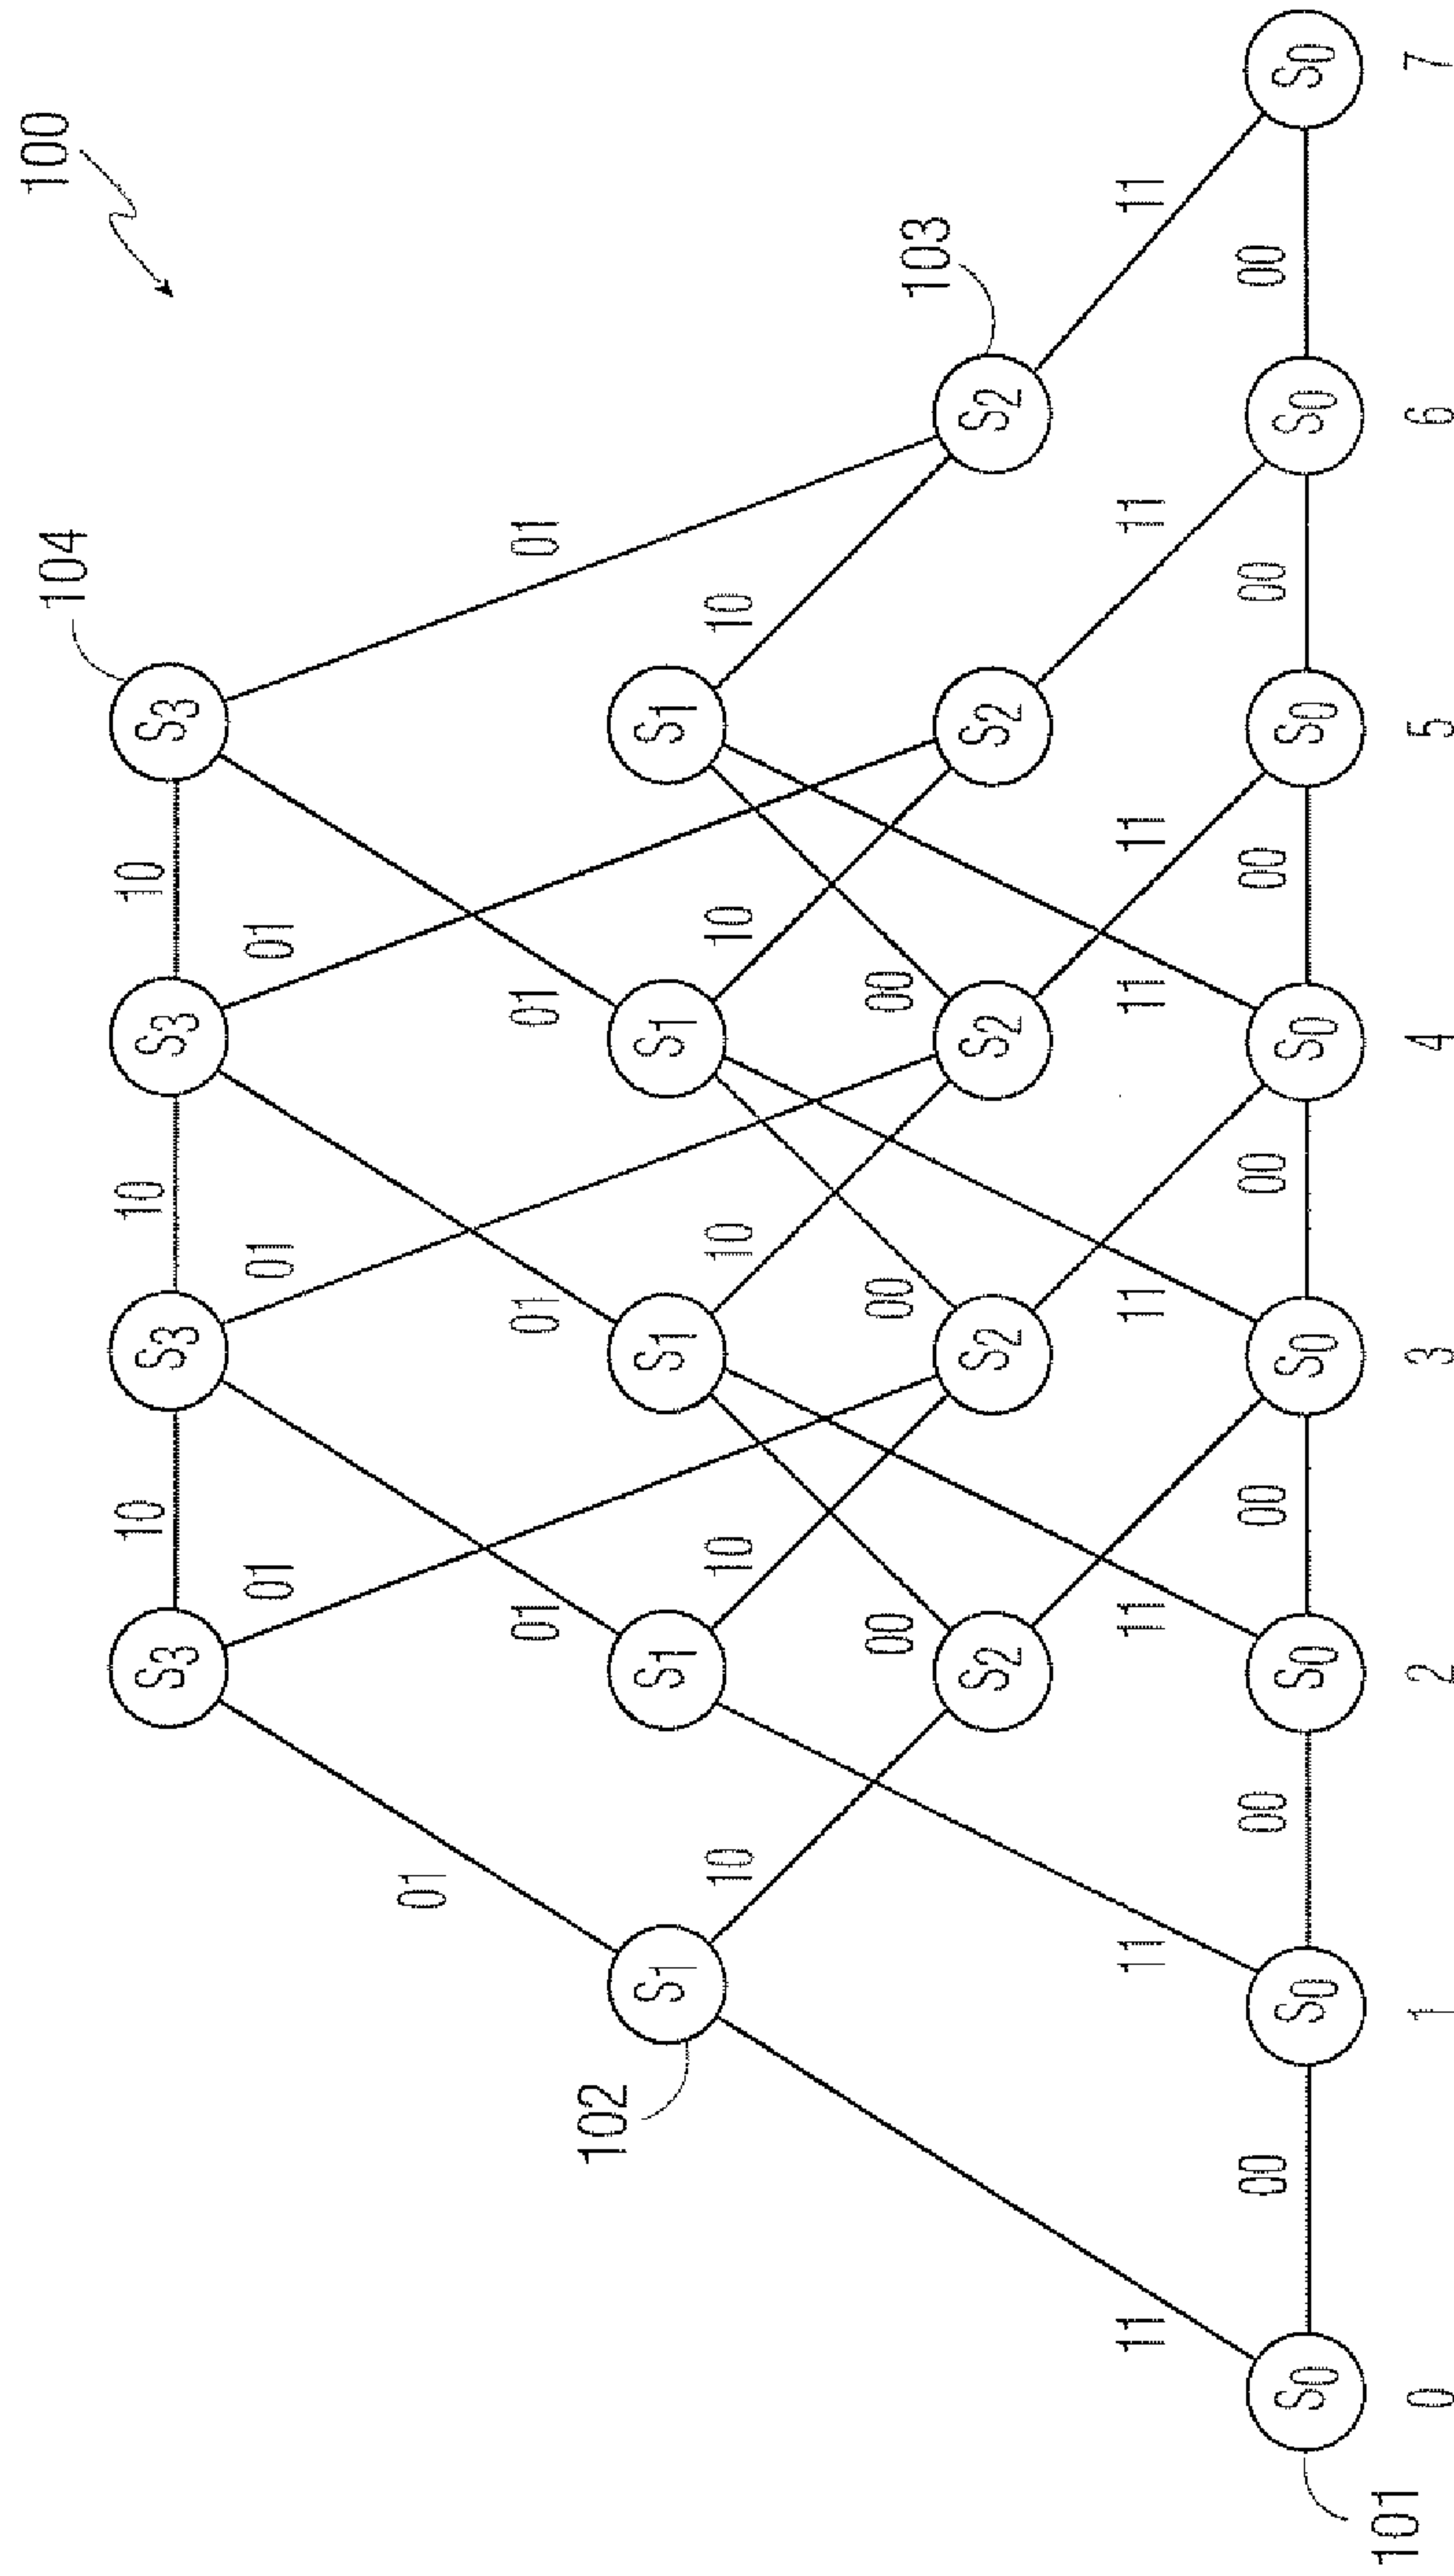 100
104
10 10 10
S3 S3 S3 S3
01 01 01
01
01 01 01 01
102
S1 S1 S1 S1 S1
10 10 10 10 10
00 00 00
103
S2 S2 S2 S2 S2
11 11 11 11 11 11 11 11
00 00 00 00 00 00 00
S0 S0 S0 S0 S0 S0 S0 S0
101
0 1 2 3 4 5 6 7